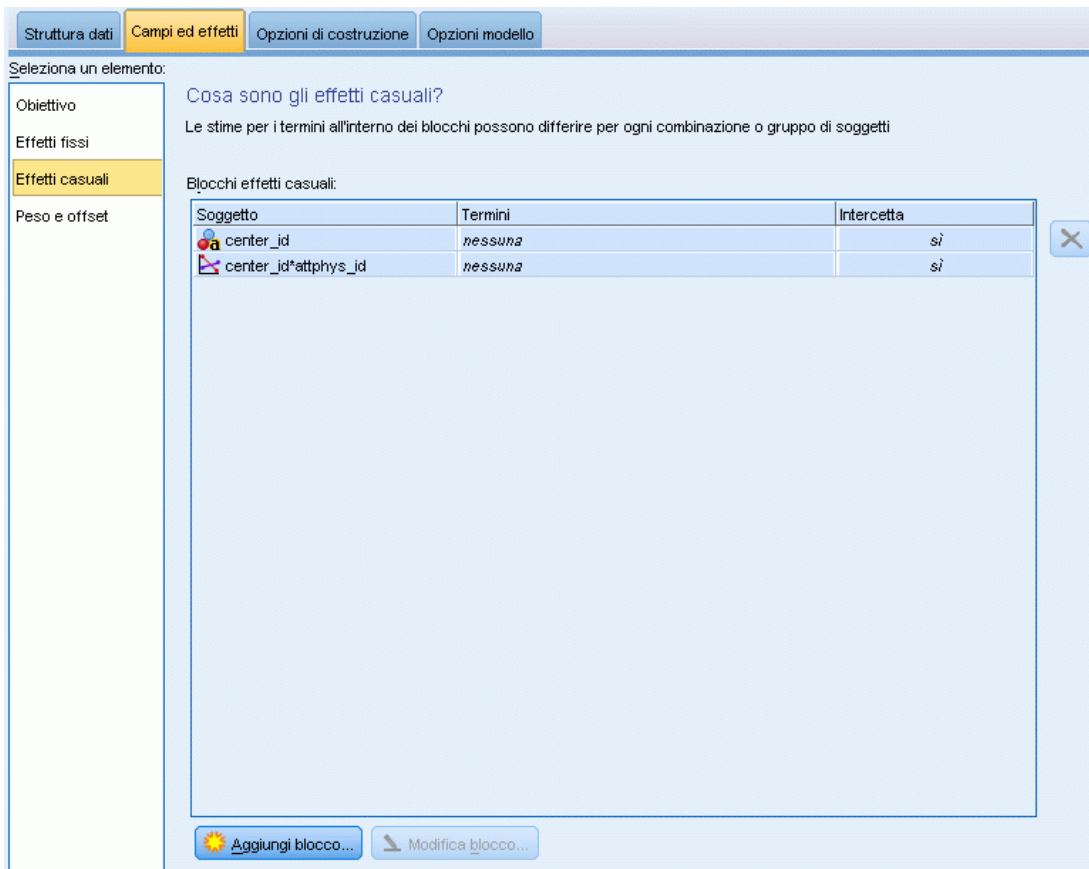 Struttura dati Campi ed effetti Opzioni di costruzione Opzioni modello
Seleziona un elemento:
Obiettivo
Effetti fissi
Effetti casuali
Peso e offset
Cosa sono gli effetti casuali?
Le stime per i termini all'interno dei blocchi possono differire per ogni combinazione o gruppo di soggetti
Blocchi effetti casuali:
Soggetto Termini Intercetta
a center_id nessuna sì
center_id*attphys_id nessuna sì
Aggiungi blocco... Modifica blocco...